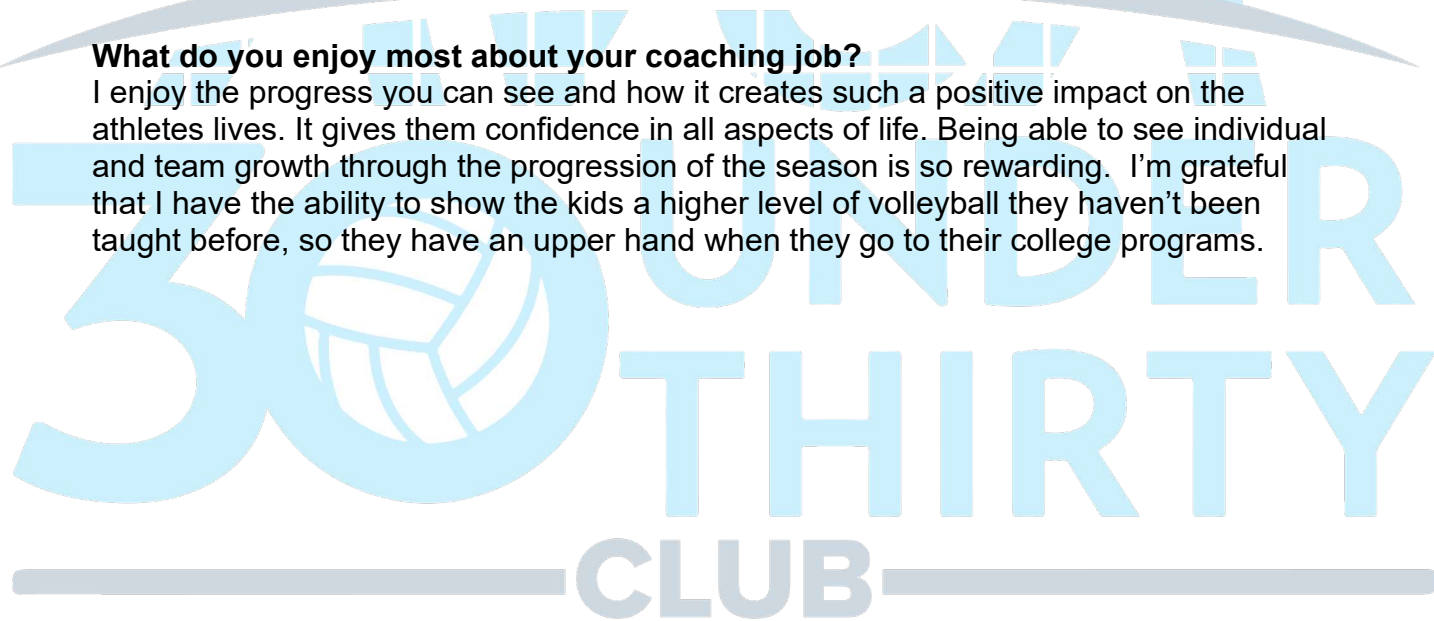 What do you enjoy most about your coaching job?
I enjoy the progress you can see and how it creates such a positive impact on the
athletes lives. It gives them confidence in all aspects of life. Being able to see individual
and team growth through the progression of the season is so rewarding.  I’m grateful
that I have the ability to show the kids a higher level of volleyball they haven’t been
taught before, so they have an upper hand when they go to their college programs.
30 UNDER
THIRTY
CLUB